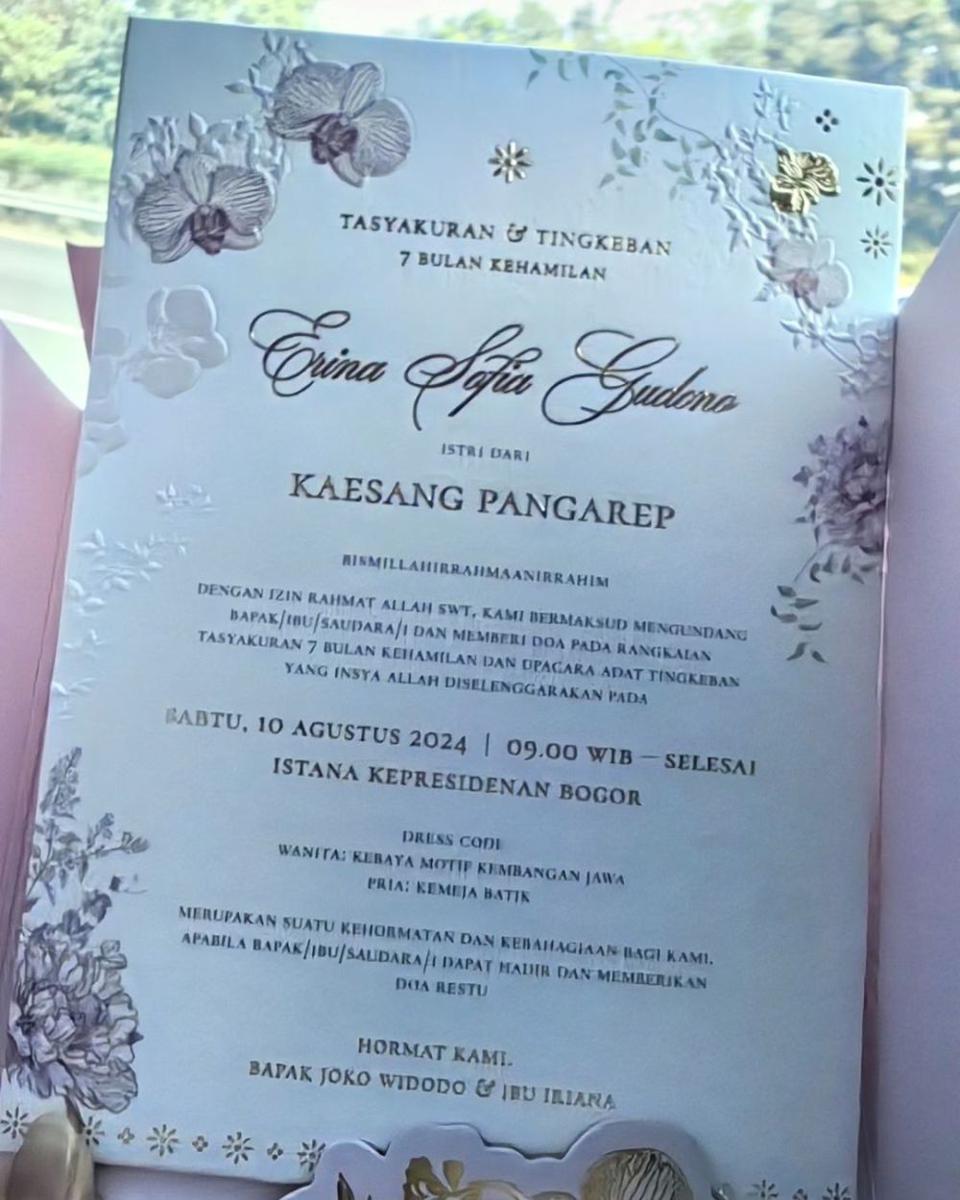 TASYAKURAN & TINGKEBAN
7 BULAN KEHAMILAN
Erina Sofia Gudono
ISTRI DARI
KAESANG PANGAREP
BISMILLAHIRRAHMAANIRRAHIM
DENGAN IZIN RAHMAT ALLAH SWT, KAMI BERMAKSUD MENGUNDANG
BAPAK/IBU/SAUDARA/I DAN MEMBERI DOA PADA RANGKAIAN
TASYAKURAN 7 BULAN KEHAMILAN DAN UPACARA ADAT TINGKEBAN
YANG INSYA ALLAH DISELENGGARAKAN PADA
SABTU, 10 AGUSTUS 2024 | 09.00 WIB – SELESAI
ISTANA KEPRESIDENAN BOGOR
DRESS CODE
WANITA: KEBAYA MOTIF KEMBANGAN JAWA
PRIA: KEMEJA BATIK
MERUPAKAN SUATU KEHORMATAN DAN KEBAHAGIAAN BAGI KAMI,
APABILA BAPAK/IBU/SAUDARA/I DAPAT HADIR DAN MEMBERIKAN
DOA RESTU
HORMAT KAMI,
BAPAK JOKO WIDODO & IBU IRIANA